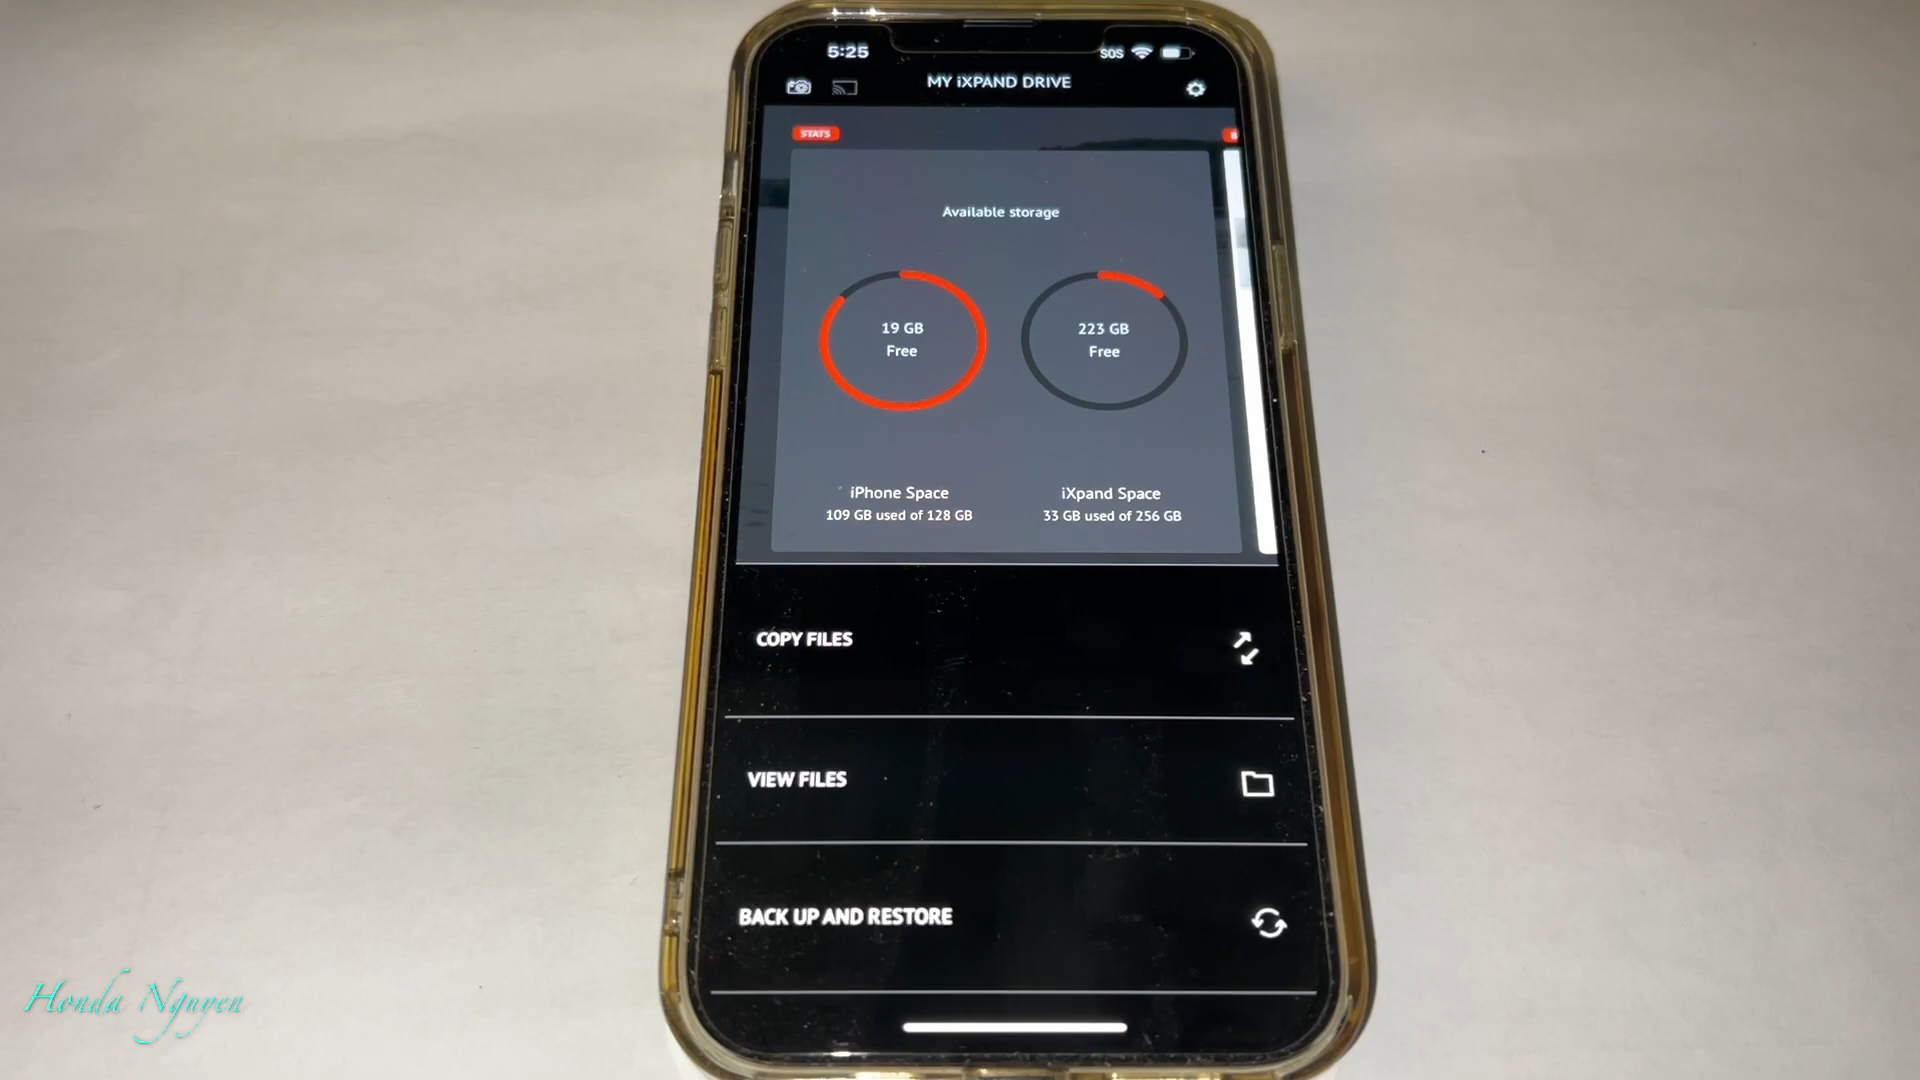 5:25
SOS
MY iXPAND DRIVE
STATS
Available storage
19 GB
Free
223 GB
Free
iPhone Space
109 GB used of 128 GB
iXpand Space
33 GB used of 256 GB
COPY FILES
VIEW FILES
BACK UP AND RESTORE
Honda Nguyen